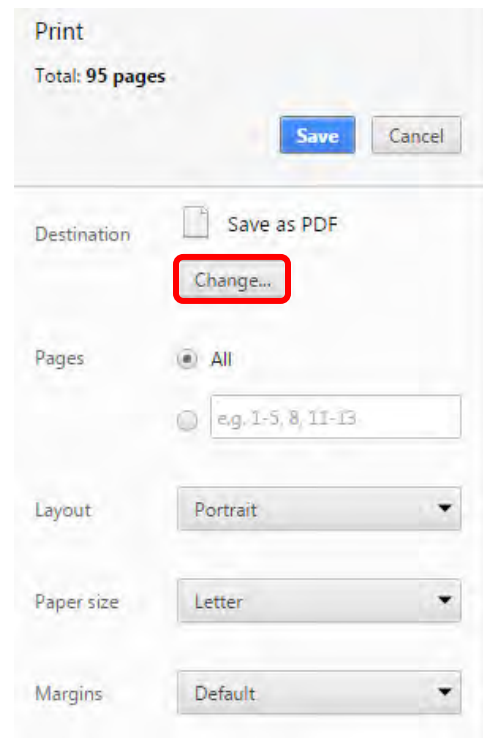 Print
Total: 95 pages
Save Cancel
Destination Save as PDF
Change...
Pages All
e.g. 1-5, 8, 11-13
Layout Portrait
Paper size Letter
Margins Default